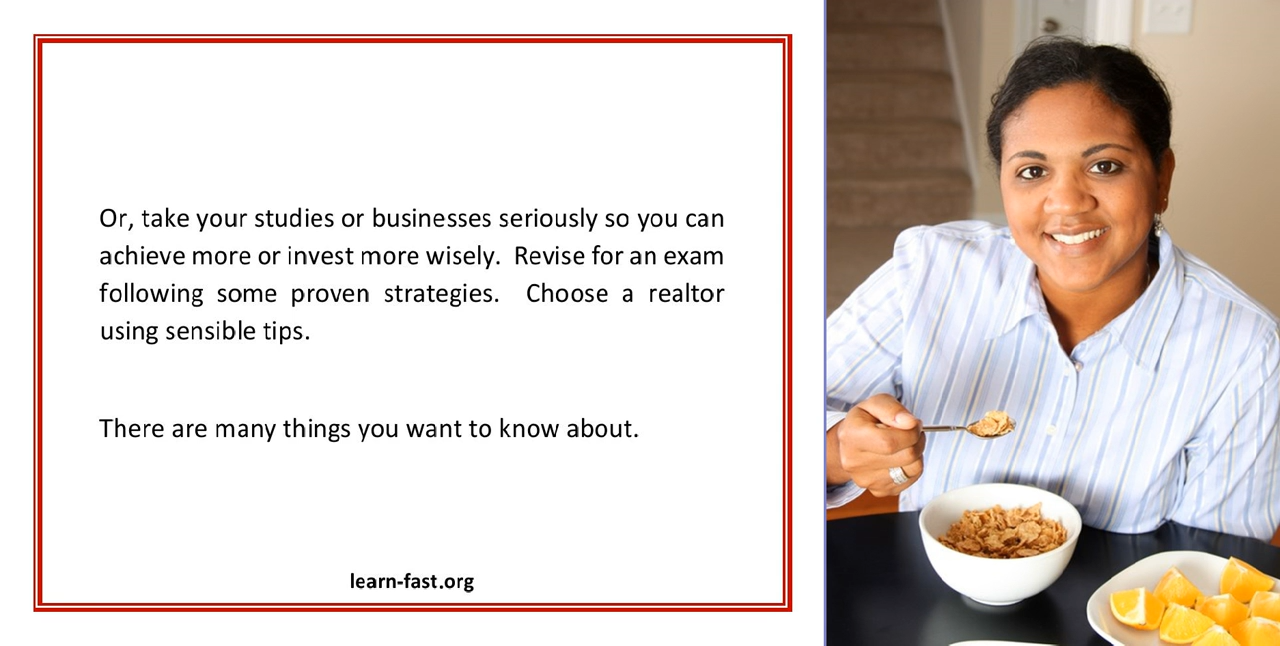 Or, take your studies or businesses seriously so you can
achieve more or invest more wisely.  Revise for an exam
following some proven strategies.  Choose a realtor
using sensible tips.
There are many things you want to know about.
learn-fast.org